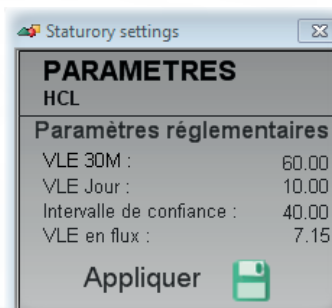 Staturory settings
PARAMETRES
HCL
Paramètres réglementaires
VLE 30M : 60.00
VLE Jour : 10.00
Intervalle de confiance : 40.00
VLE en flux : 7.15
Appliquer